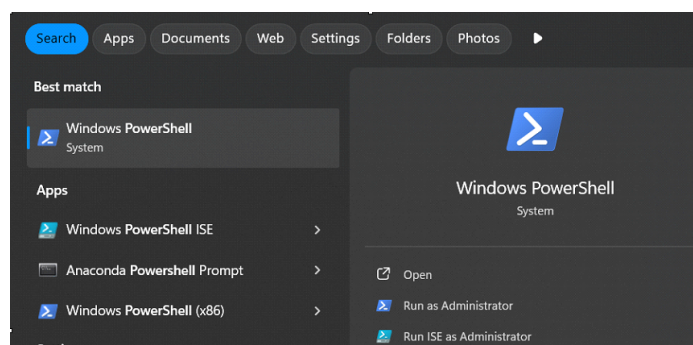 Search Apps Documents Web Settings Folders Photos
Best match
Windows PowerShell
System
Apps
Windows PowerShell ISE
Anaconda Powershell Prompt
Windows PowerShell (x86)
Windows PowerShell
System
Open
Run as Administrator
Run ISE as Administrator